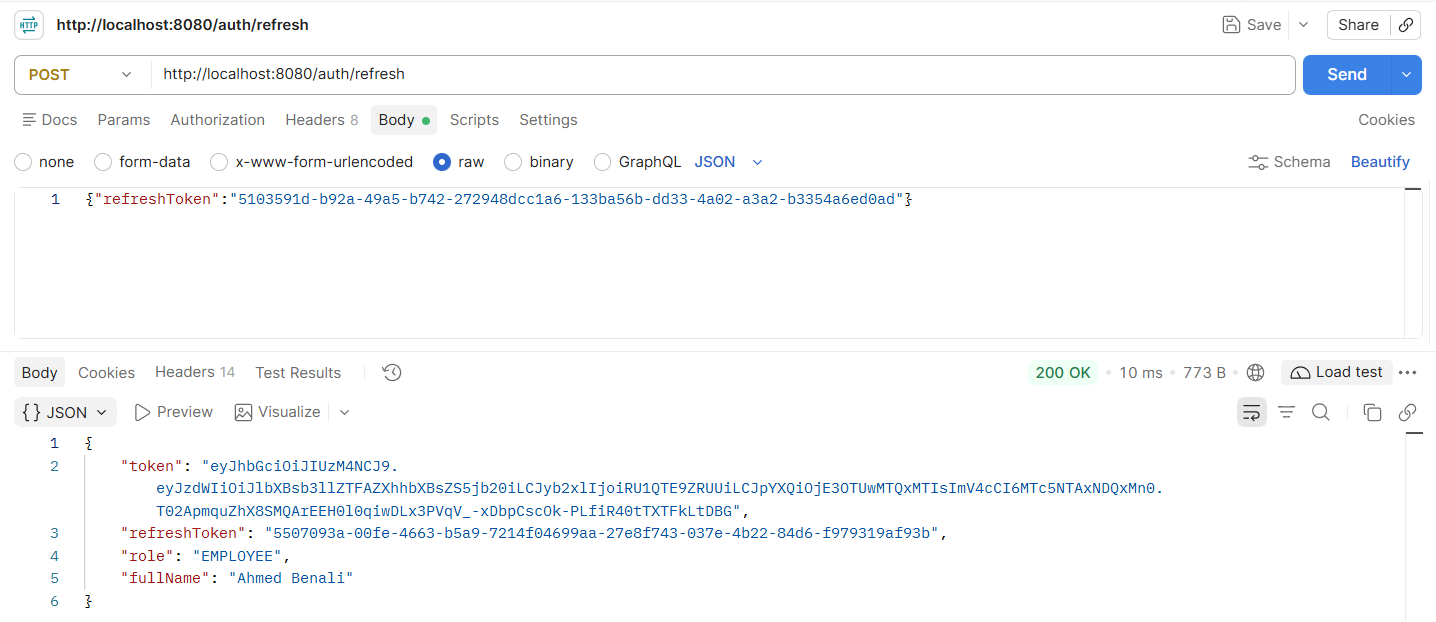 HTTP http://localhost:8080/auth/refresh Save Share
POST http://localhost:8080/auth/refresh Send
Docs Params Authorization Headers 8 Body Scripts Settings Cookies
none form-data x-www-form-urlencoded raw binary GraphQL JSON Schema Beautify
1 {"refreshToken":"5103591d-b92a-49a5-b742-272948dcc1a6-133ba56b-dd33-4a02-a3a2-b3354a6ed0ad"}
Body Cookies Headers 14 Test Results 200 OK • 10 ms • 773 B • Load test
{} JSON Preview Visualize
1 {
2 "token": "eyJhbGciOiJIUzM4NCJ9.
eyJzdWIiOiJlbXBsb3llZTFAZXhhbXBsZS5jb20iLCJyb2xlIjoiRU1QTE9ZRUUiLCJpYXQiOjE3OTUwMTQxMTIsImV4cCI6MTc5NTAxNDQxMn0.
T02ApmquZhX8SMQArEEH0l0qiwDLx3PVqV_-xDbpCscOk-PLfiR40tTXTFkLtDBG",
3 "refreshToken": "5507093a-00fe-4663-b5a9-7214f04699aa-27e8f743-037e-4b22-84d6-f979319af93b",
4 "role": "EMPLOYEE",
5 "fullName": "Ahmed Benali"
6 }